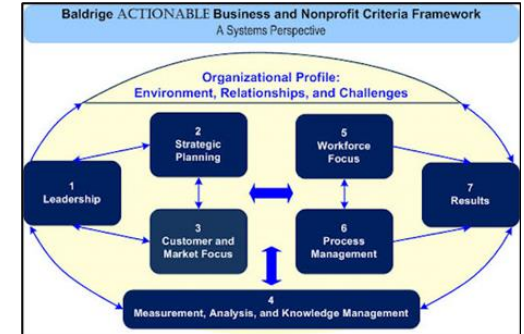 Baldrige ACTIONABLE Business and Nonprofit Criteria Framework
A Systems Perspective
Organizational Profile:
Environment, Relationships, and Challenges
2
Strategic
Planning
5
Workforce
Focus
1
Leadership
7
Results
3
Customer and
Market Focus
6
Process
Management
4
Measurement, Analysis, and Knowledge Management